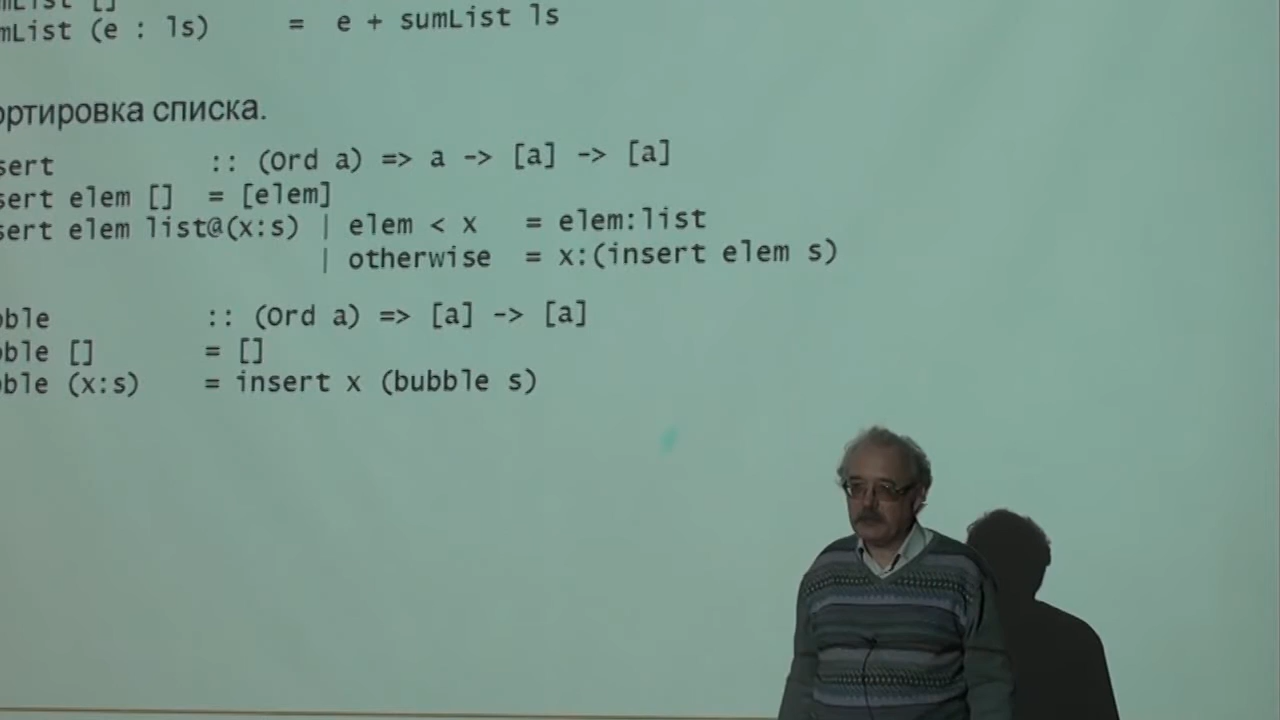 mList []
mList (e : ls) = e + sumList ls
ортировка списка.
sert :: (Ord a) => a -> [a] -> [a]
sert elem [] = [elem]
sert elem list@(x:s) | elem < x = elem:list
| otherwise = x:(insert elem s)
bble :: (Ord a) => [a] -> [a]
bble [] = []
bble (x:s) = insert x (bubble s)